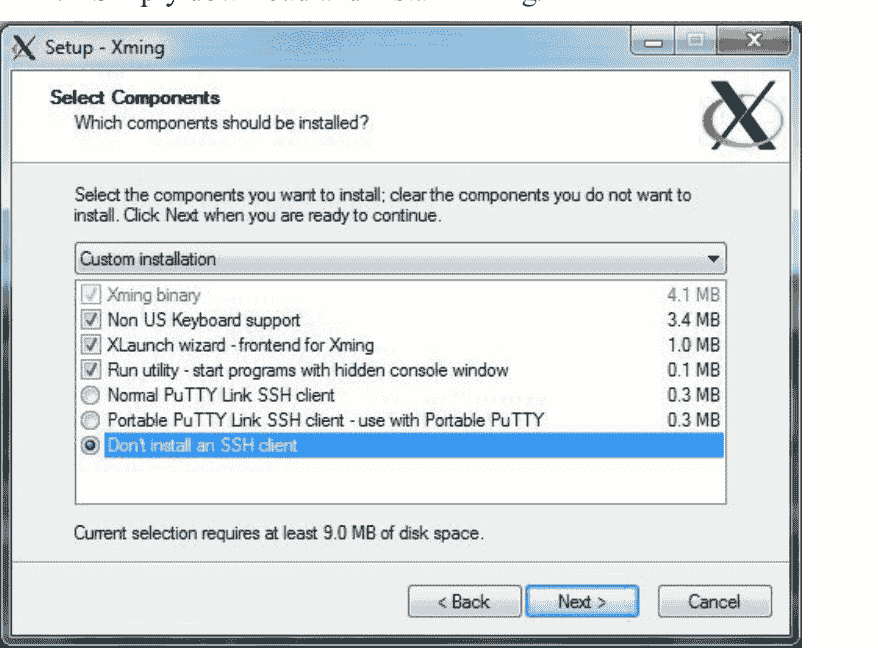 Simply download and install Xming.
Setup - Xming
Select Components
Which components should be installed?
Select the components you want to install; clear the components you do not want to
install. Click Next when you are ready to continue.
Custom installation
Xming binary 4.1 MB
Non US Keyboard support 3.4 MB
XLaunch wizard - frontend for Xming 1.0 MB
Run utility - start programs with hidden console window 0.1 MB
Normal PuTTY Link SSH client 0.3 MB
Portable PuTTY Link SSH client - use with Portable PuTTY 0.3 MB
Don't install an SSH client
Current selection requires at least 9.0 MB of disk space.
< Back Next > Cancel